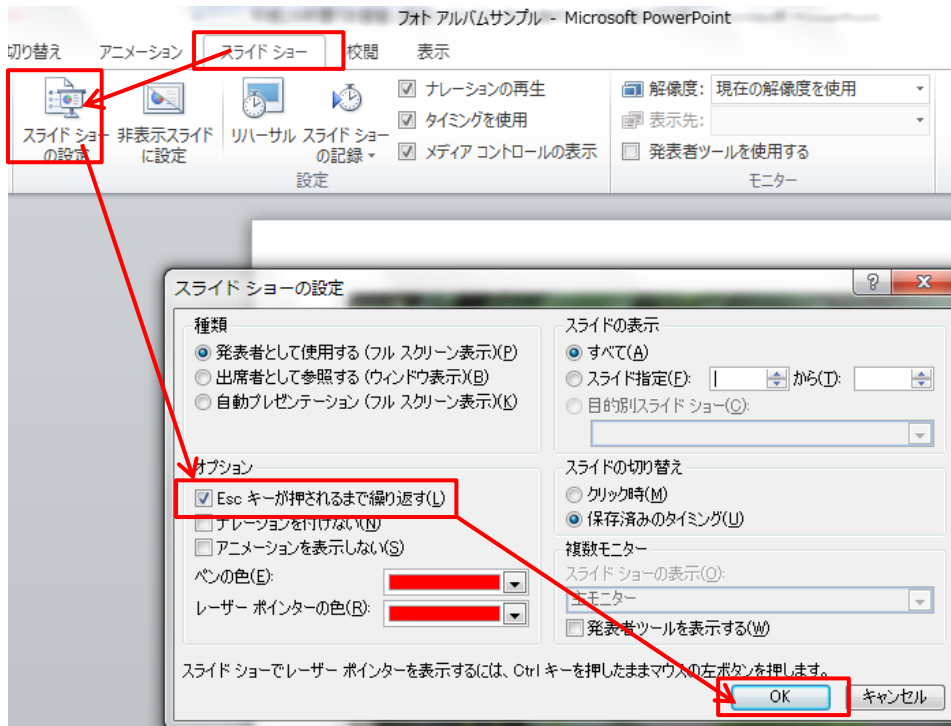 フォト アルバムサンプル - Microsoft PowerPoint
切り替え アニメーション スライド ショー 校閲 表示
スライド ショーの設定
非表示スライドに設定
リハーサル
スライド ショーの記録
ナレーションの再生
タイミングを使用
メディア コントロールの表示
設定
解像度: 現在の解像度を使用
表示先:
発表者ツールを使用する
モニター
スライド ショーの設定
種類
発表者として使用する (フル スクリーン表示)(P)
出席者として参照する (ウィンドウ表示)(B)
自動プレゼンテーション (フル スクリーン表示)(K)
スライドの表示
すべて(A)
スライド指定(F): から(T):
目的別スライド ショー(C):
オプション
Esc キーが押されるまで繰り返す(L)
ナレーションを付けない(N)
アニメーションを表示しない(S)
ペンの色(E):
レーザー ポインターの色(R):
スライドの切り替え
クリック時(M)
保存済みのタイミング(U)
複数モニター
スライド ショーの表示(O):
主モニター
発表者ツールを表示する(W)
スライド ショーでレーザー ポインターを表示するには、Ctrl キーを押したままマウスの左ボタンを押します。
OK キャンセル